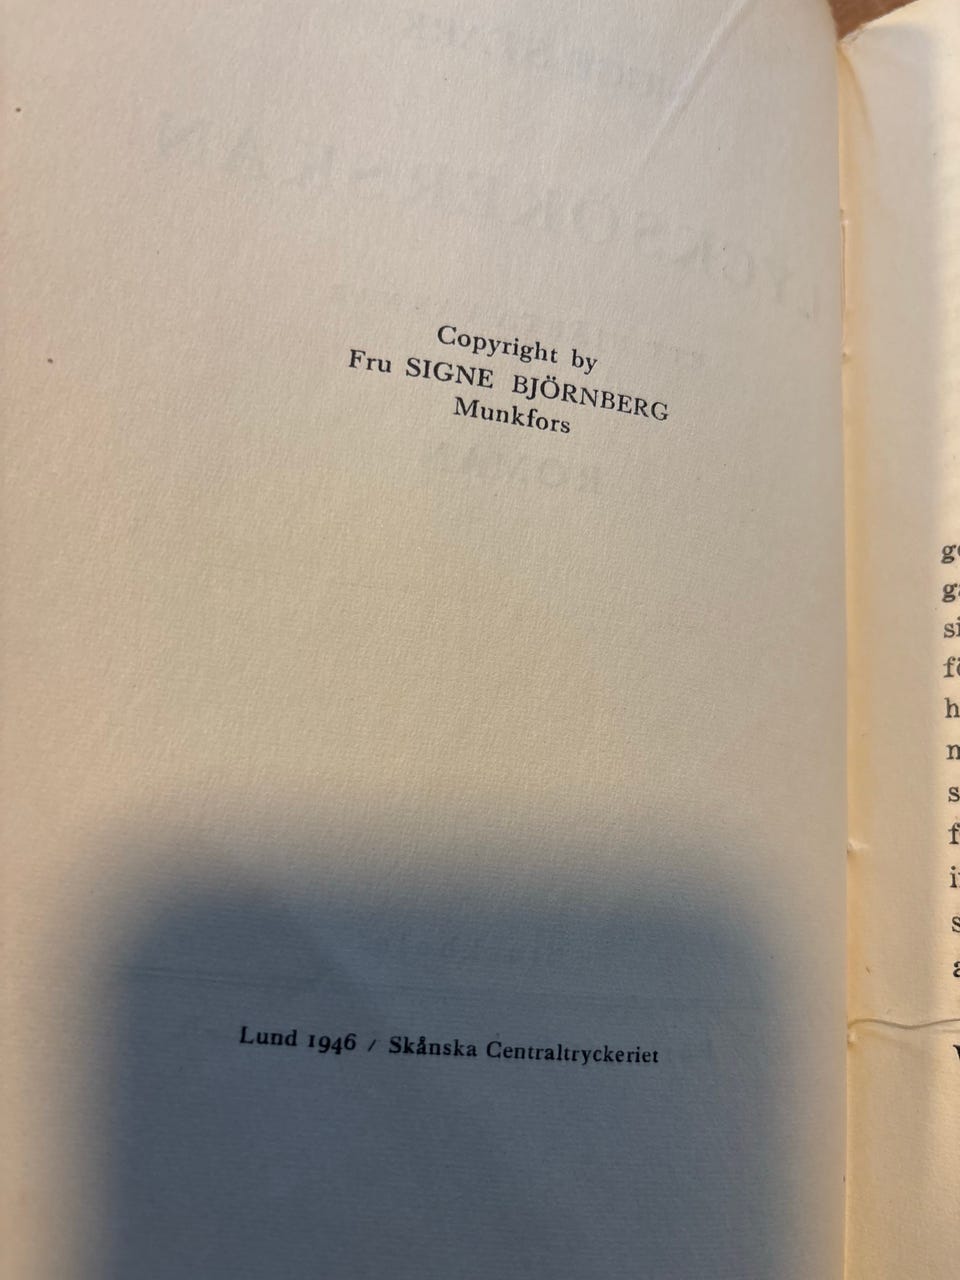 Copyright by
Fru SIGNE BJÖRNBERG
Munkfors
Lund 1946 / Skånska Centraltryckeriet